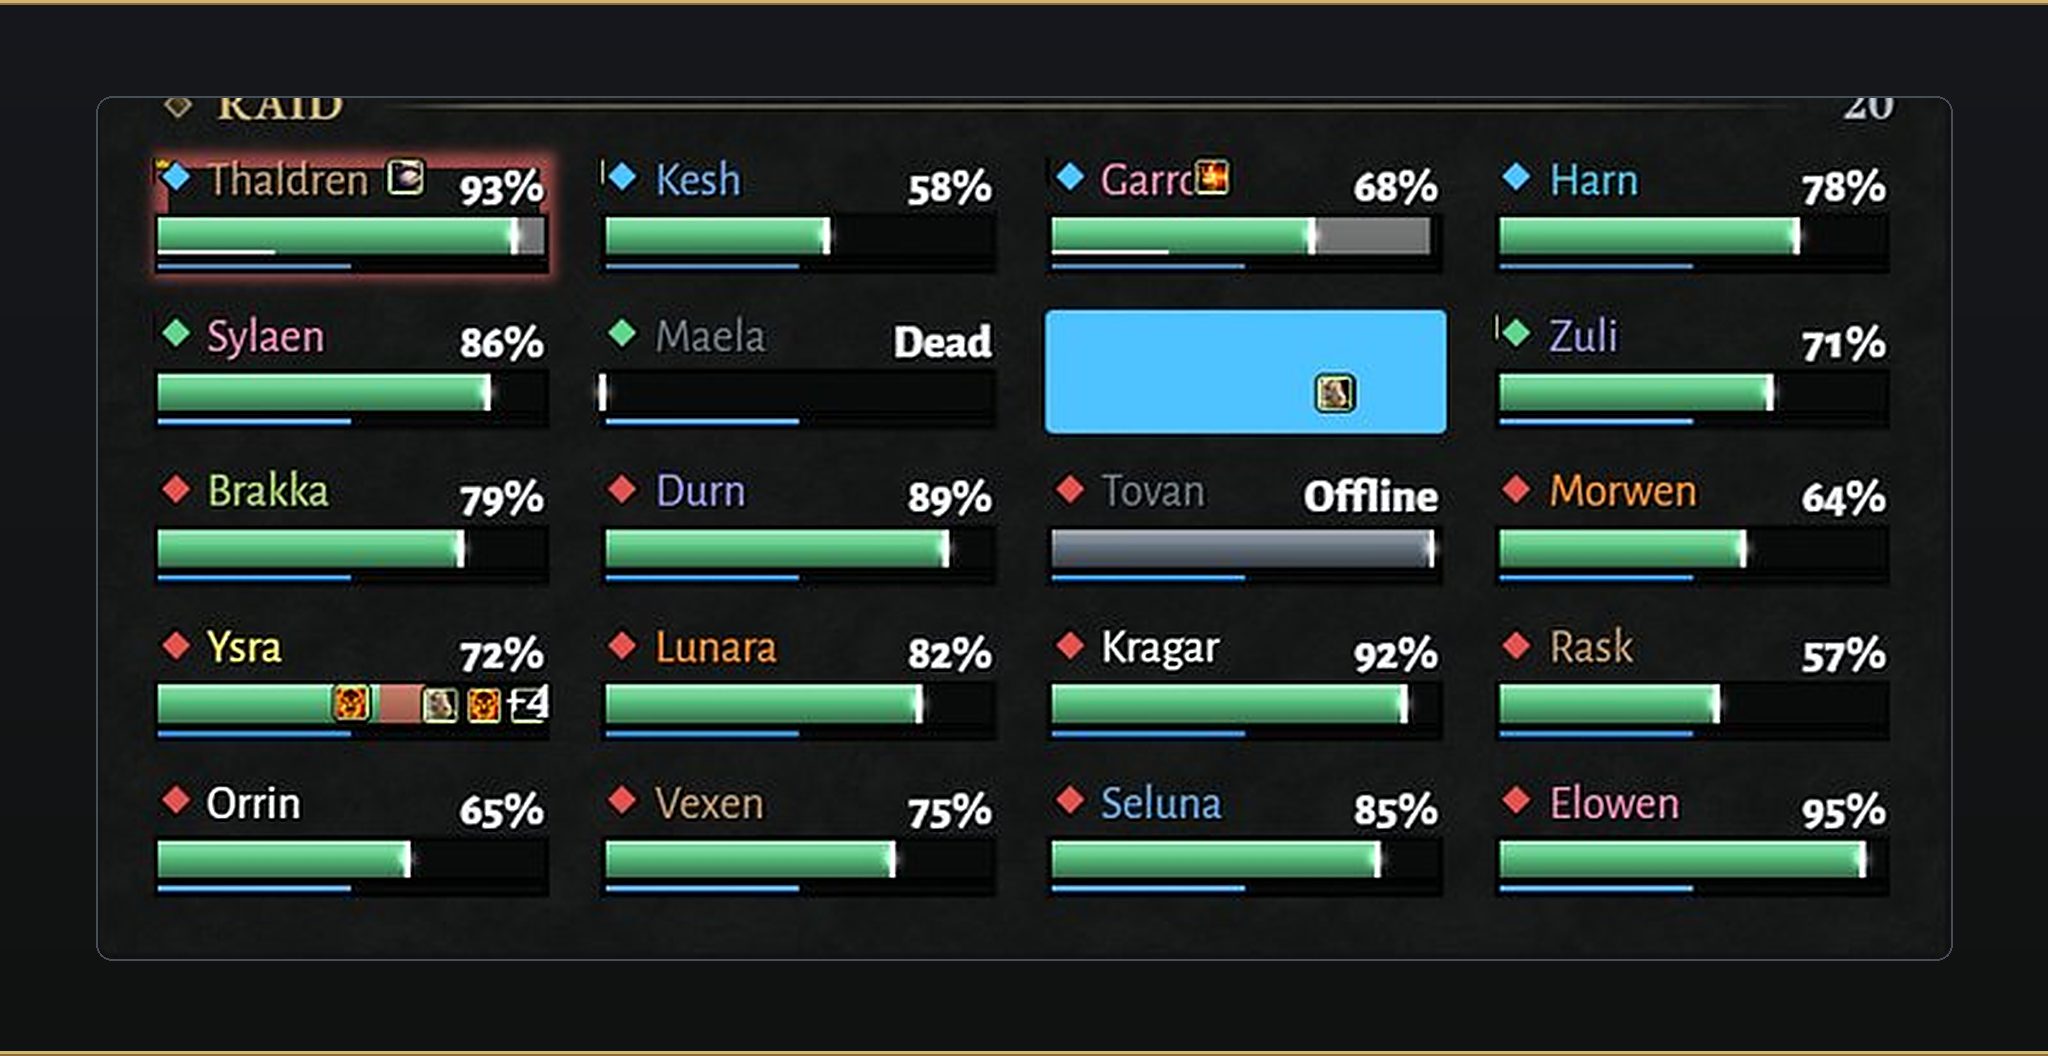 RAID 20
Thaldren 93% Kesh 58% Garro 68% Harn 78%
Sylaen 86% Maela Dead Zuli 71%
Brakka 79% Durn 89% Tovan Offline Morwen 64%
Ysra 72% Lunara 82% Kragar 92% Rask 57%
+4
Orrin 65% Vexen 75% Seluna 85% Elowen 95%